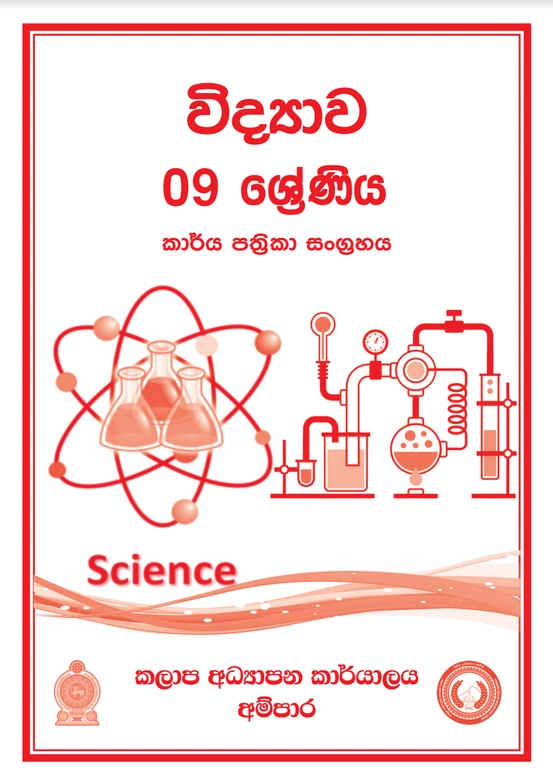 විද්‍යාව
09 ශ්‍රේණිය
කාර්ය පත්‍රිකා සංග්‍රහය
Science
කලාප අධ්‍යාපන කාර්යාලය
අම්පාර